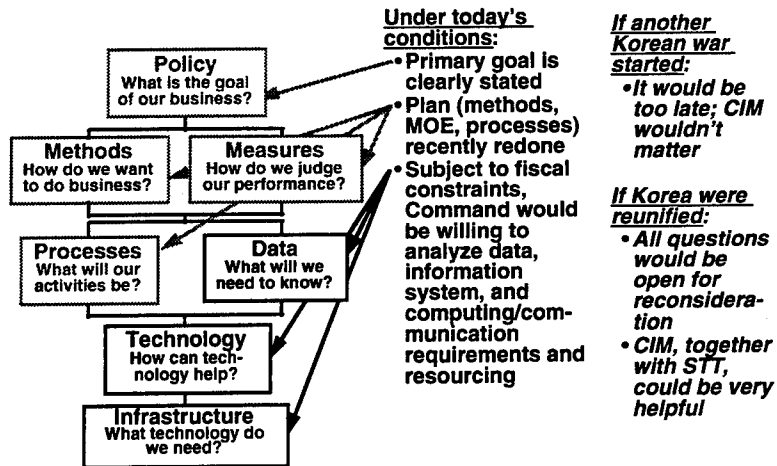 Policy
What is the goal
of our business?
Methods
How do we want
to do business?
Measures
How do we judge
our performance?
Processes
What will our
activities be?
Data
What will we
need to know?
Technology
How can tech-
nology help?
Infrastructure
What technology do
we need?
Under today's
conditions:
• Primary goal is
clearly stated
• Plan (methods,
MOE, processes)
recently redone
• Subject to fiscal
constraints,
Command would
be willing to
analyze data,
information
system, and
computing/com-
munication
requirements and
resourcing
If another
Korean war
started:
• It would be
too late; CIM
wouldn't
matter
If Korea were
reunified:
• All questions
would be
open for
reconsidera-
tion
• CIM, together
with STT,
could be very
helpful